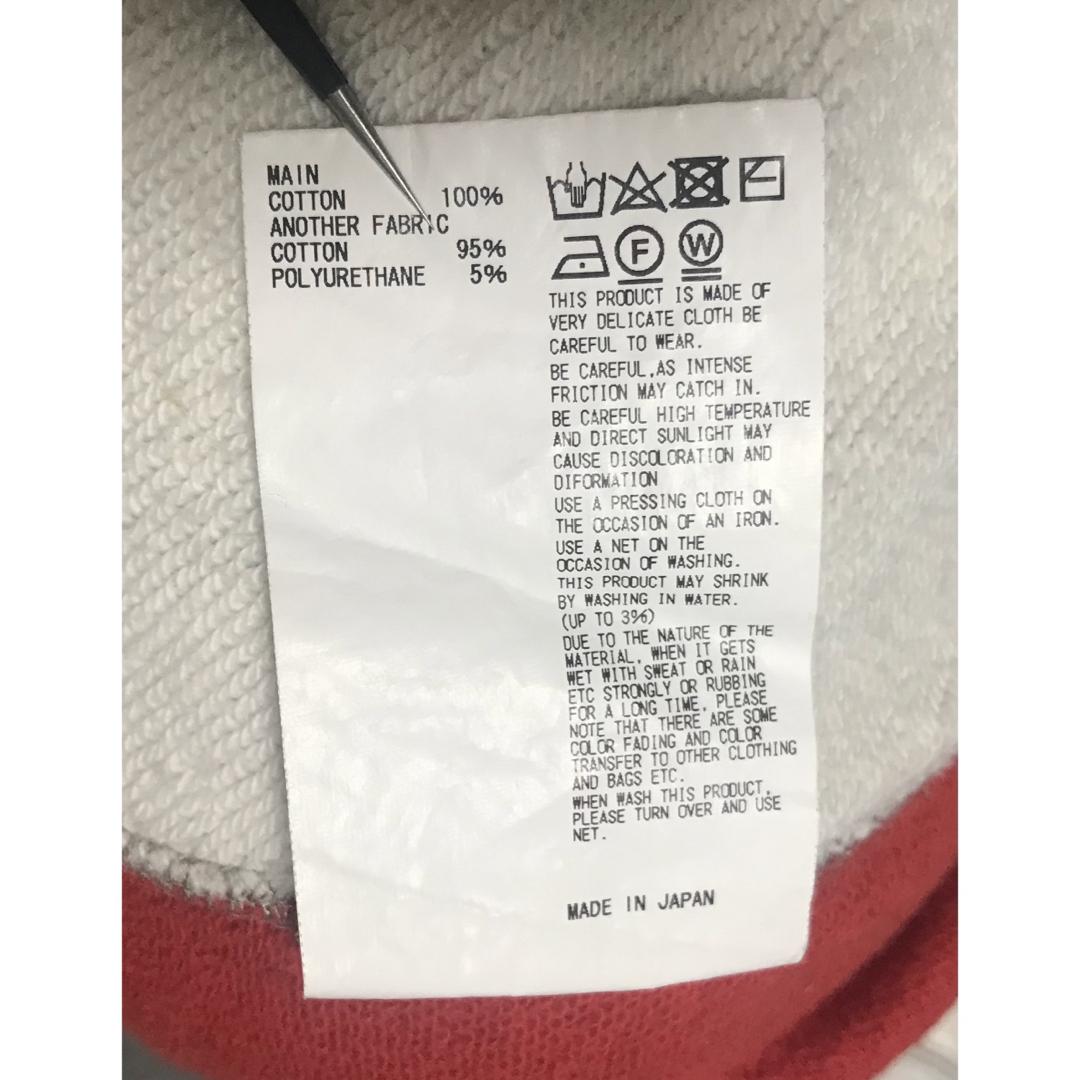 MAIN
COTTON 100%
ANOTHER FABRIC
COTTON 95%
POLYURETHANE 5%
F W
THIS PRODUCT IS MADE OF
VERY DELICATE CLOTH BE
CAREFUL TO WEAR.
BE CAREFUL,AS INTENSE
FRICTION MAY CATCH IN.
BE CAREFUL HIGH TEMPERATURE
AND DIRECT SUNLIGHT MAY
CAUSE DISCOLORATION AND
DIFORMATION
USE A PRESSING CLOTH ON
THE OCCASION OF AN IRON.
USE A NET ON THE
OCCASION OF WASHING.
THIS PRODUCT MAY SHRINK
BY WASHING IN WATER.
(UP TO 3%)
DUE TO THE NATURE OF THE
MATERIAL, WHEN IT GETS
WET WITH SWEAT OR RAIN
ETC STRONGLY OR RUBBING
FOR A LONG TIME, PLEASE
NOTE THAT THERE ARE SOME
COLOR FADING AND COLOR
TRANSFER TO OTHER CLOTHING
AND BAGS ETC.
WHEN WASH THIS PRODUCT,
PLEASE TURN OVER AND USE
NET.
MADE IN JAPAN